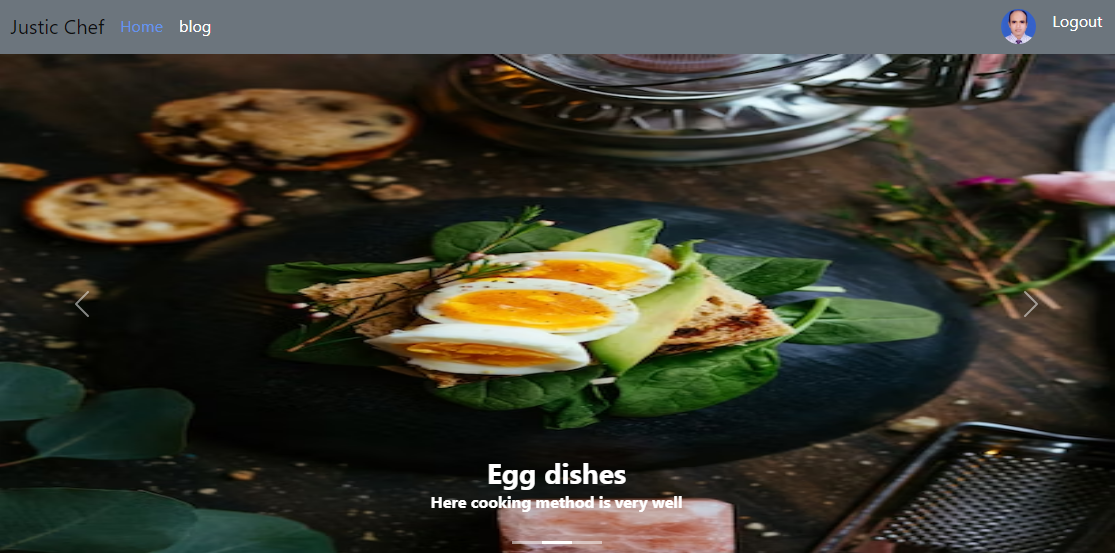 Justic Chef
Home
blog
Logout
Egg dishes
Here cooking method is very well